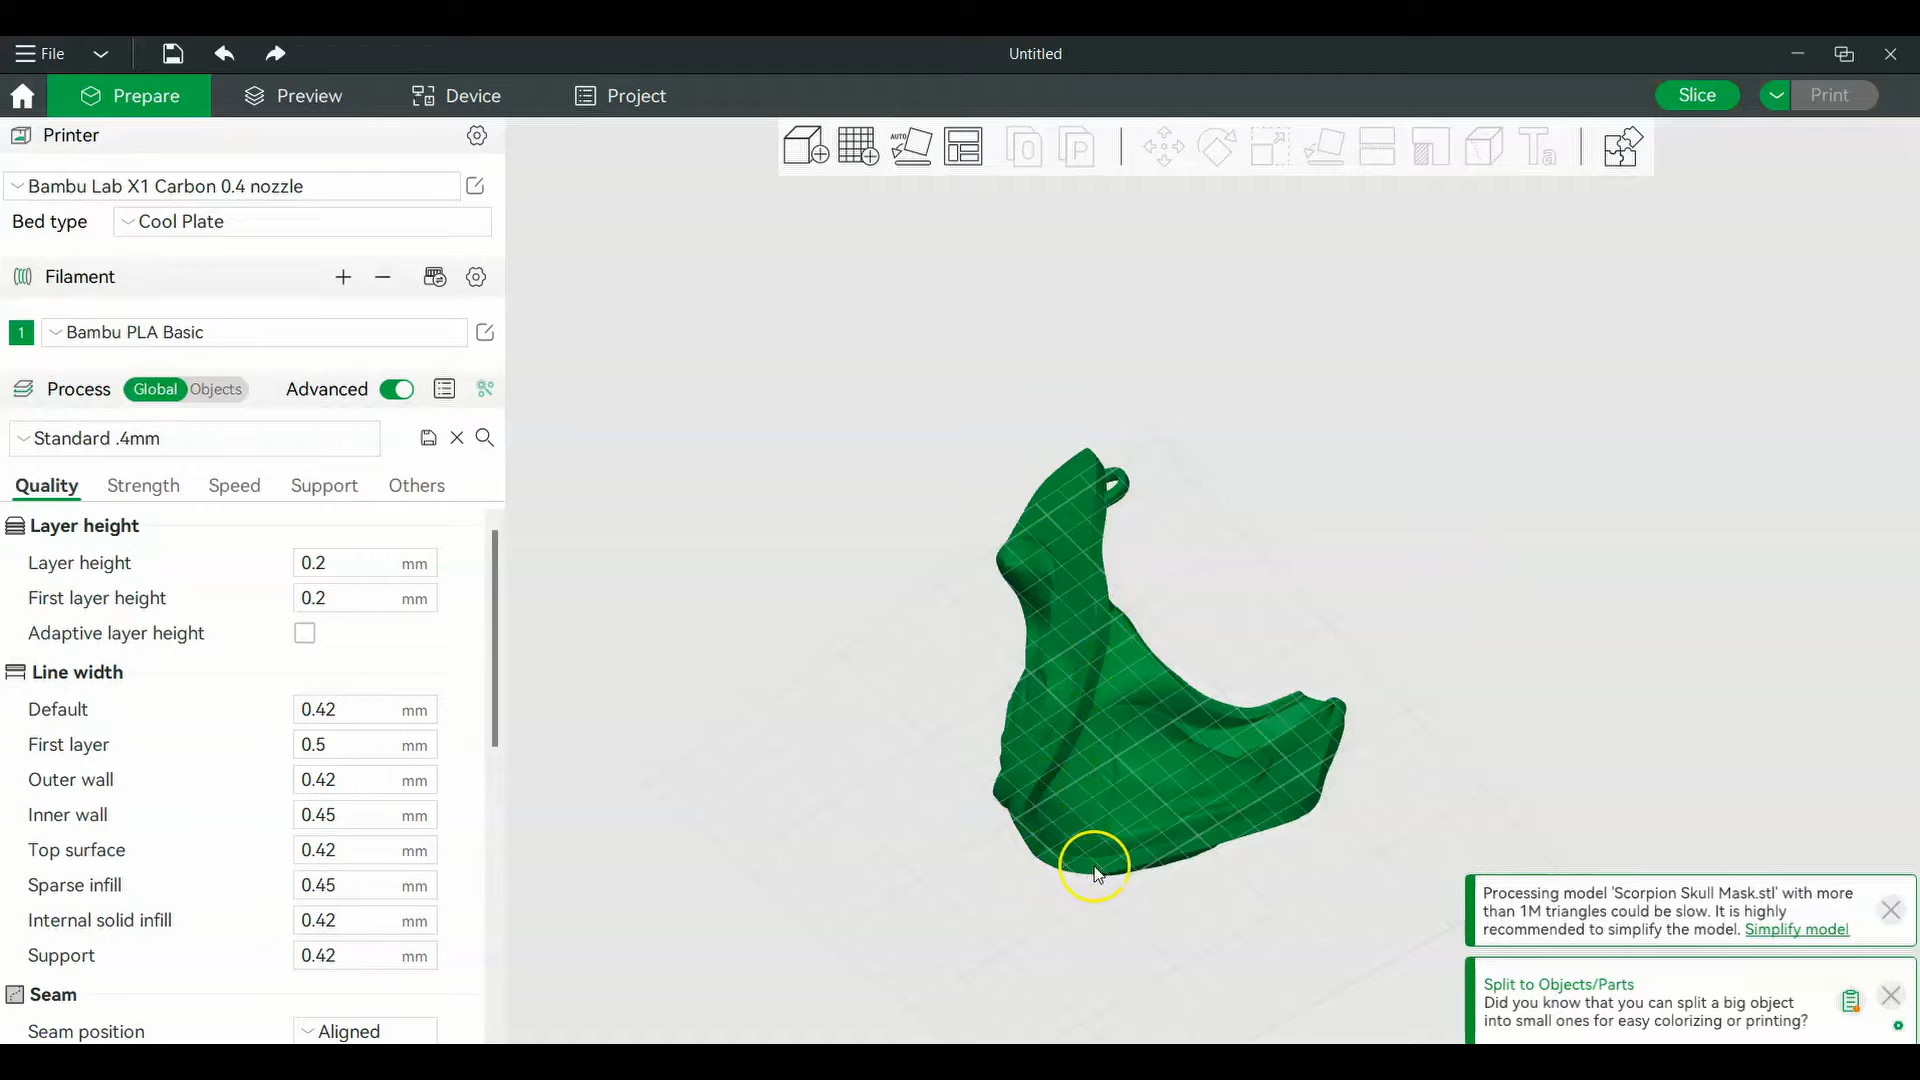 File
Untitled
Prepare
Preview
Device
Project
Slice
Print
Printer
Bambu Lab X1 Carbon 0.4 nozzle
Bed type
Cool Plate
Filament
1
Bambu PLA Basic
Process
Global
Objects
Advanced
Standard .4mm
Quality
Strength
Speed
Support
Others
Layer height
Layer height 0.2 mm
First layer height 0.2 mm
Adaptive layer height
Line width
Default 0.42 mm
First layer 0.5 mm
Outer wall 0.42 mm
Inner wall 0.45 mm
Top surface 0.42 mm
Sparse infill 0.45 mm
Internal solid infill 0.42 mm
Support 0.42 mm
Seam
Seam position Aligned
AUTO
O
P
Ta
Processing model 'Scorpion Skull Mask.stl' with more
than 1M triangles could be slow. It is highly
recommended to simplify the model. Simplify model
Split to Objects/Parts
Did you know that you can split a big object
into small ones for easy colorizing or printing?